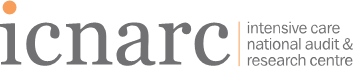 icnarc
intensive care
national audit &
research centre